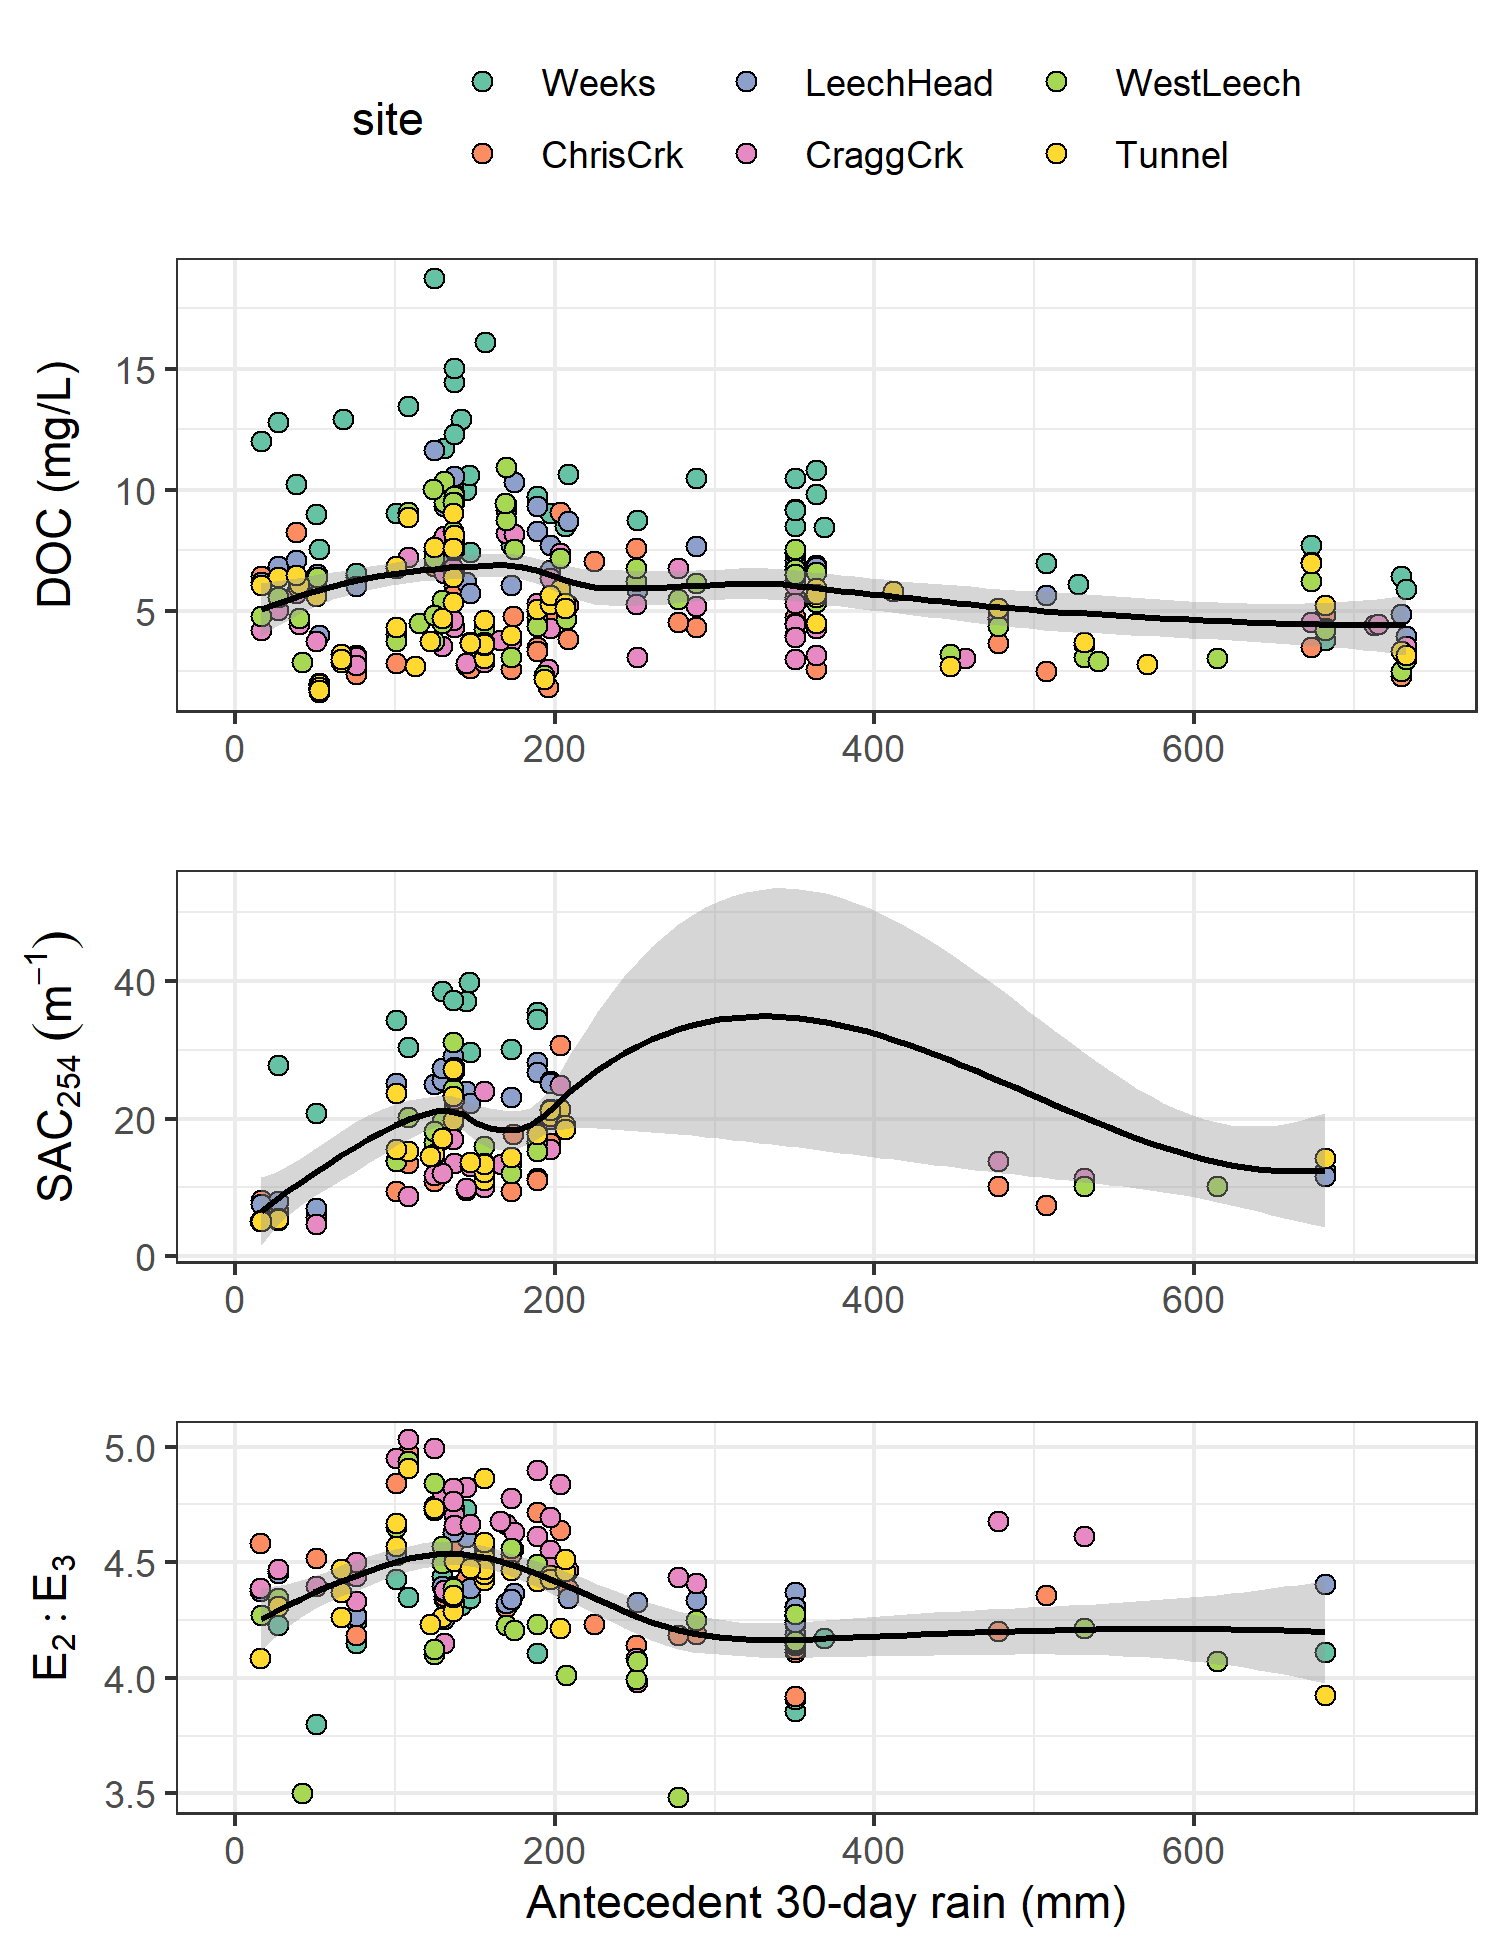 site
Weeks LeechHead WestLeech
ChrisCrk CraggCrk Tunnel
DOC (mg/L)
15
10
5
0 200 400 600
SAC₂₅₄ (m⁻¹)
40
20
0
0 200 400 600
E₂ : E₃
5.0
4.5
4.0
3.5
0 200 400 600
Antecedent 30-day rain (mm)